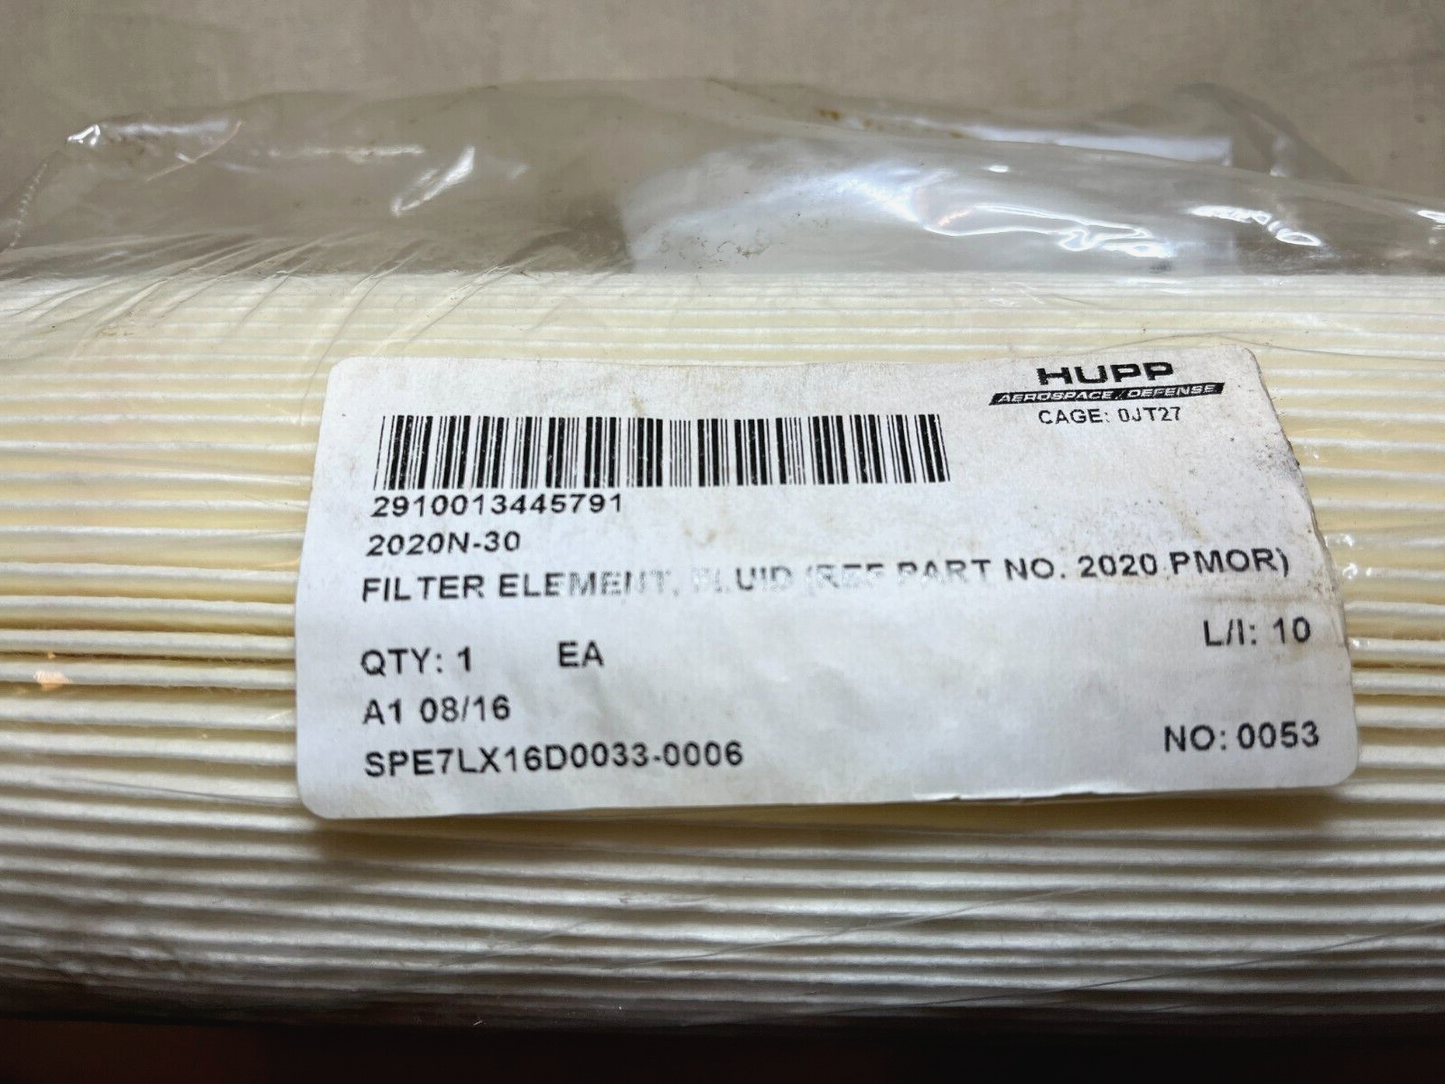 HUPP
AEROSPACE / DEFENSE
CAGE: 0JT27
2910013445791
2020N-30
FILTER ELEMENT, FLUID (REF PART NO. 2020 PMOR)
QTY: 1 EA
L/I: 10
A1 08/16
SPE7LX16D0033-0006
NO: 0053